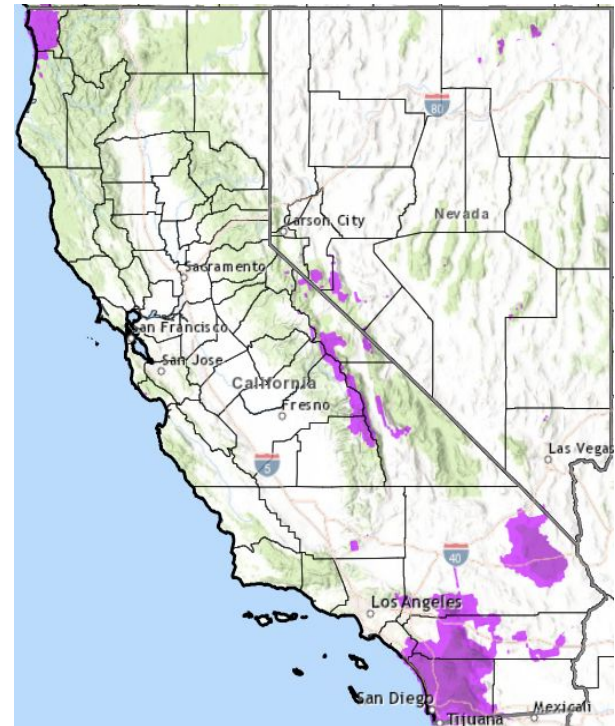 80
Carson City
Nevada
Sacramento
San Francisco
San Jose
California
Fresno
5
Las Vegas
40
Los Angeles
San Diego
Tijuana
Mexicali